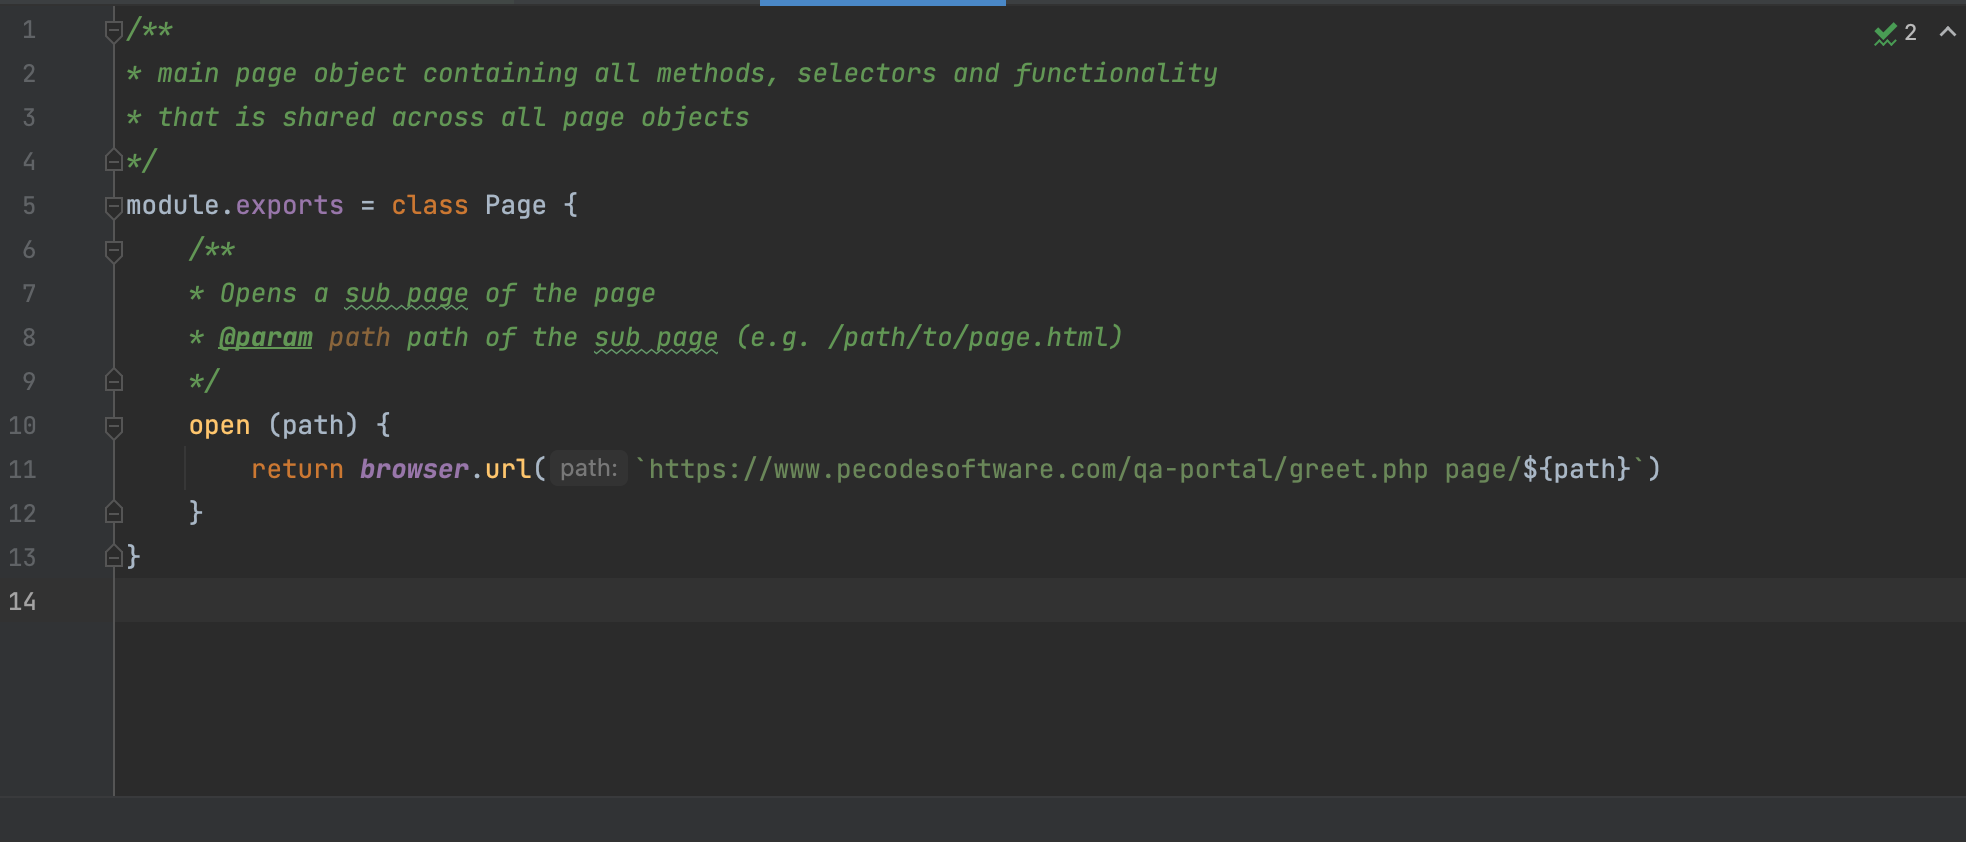 1 /**
2 * main page object containing all methods, selectors and functionality
3 * that is shared across all page objects
4 */
5 module.exports = class Page {
6 /**
7 * Opens a sub page of the page
8 * @param path path of the sub page (e.g. /path/to/page.html)
9 */
10 open (path) {
11 return browser.url( path: `https://www.pecodesoftware.com/qa-portal/greet.php page/${path}`)
12 }
13 }
14
2